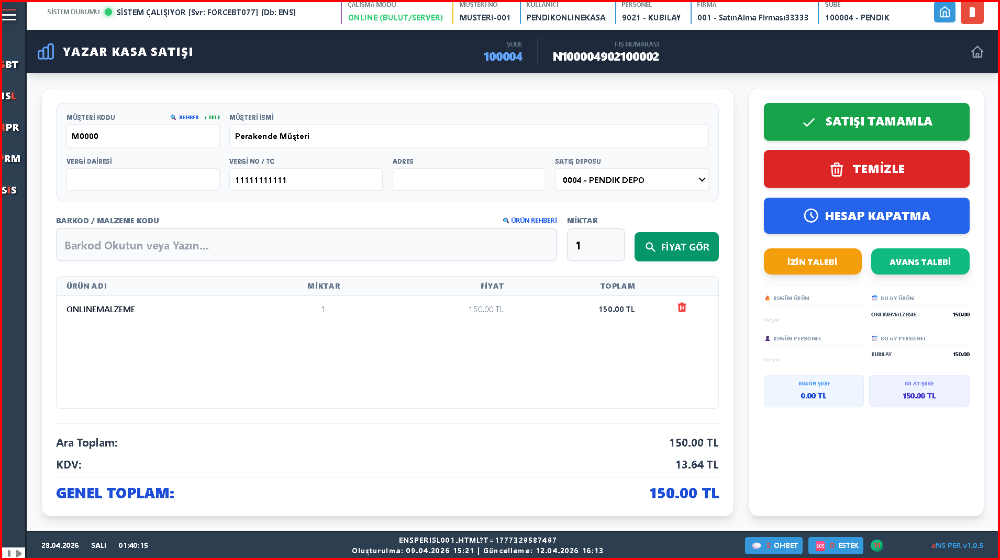 SİSTEM DURUMU SİSTEM ÇALIŞIYOR [Svr: FORCEBT077] [Db: ENS]
ÇALIŞMA MODU
ONLINE (BULUT/SERVER)
MÜŞTERİ NO
MUSTERI-001
KULLANICI
PENDIKONLINEKASA
PERSONEL
9021 - KUBILAY
FİRMA
001 - SatınAlma Firması33333
ŞUBE
100004 - PENDIK
SBT
ISL
RPR
PRM
SIS
YAZAR KASA SATIŞI
ŞUBE
100004
FİŞ NUMARASI
N100004902100002
MÜŞTERİ KODU
REHBER + EKLE
M0000
MÜŞTERİ İSMİ
Perakende Müşteri
VERGİ DAİRESİ
VERGİ NO / TC
11111111111
ADRES
SATIŞ DEPOSU
0004 - PENDIK DEPO
BARKOD / MALZEME KODU
ÜRÜN REHBERİ
Barkod Okutun veya Yazın...
MİKTAR
1
FİYAT GÖR
ÜRÜN ADI MİKTAR FİYAT TOPLAM
ONLINEMALZEME 1 150.00 TL 150.00 TL
Ara Toplam: 150.00 TL
KDV: 13.64 TL
GENEL TOPLAM: 150.00 TL
SATIŞI TAMAMLA
TEMİZLE
HESAP KAPATMA
İZİN TALEBİ
AVANS TALEBİ
BUGÜN ÜRÜN
Veri yok
BU AY ÜRÜN
ONLINEMALZEME 150.00
BUGÜN PERSONEL
Veri yok
BU AY PERSONEL
KUBILAY 150.00
BUGÜN ŞUBE
0.00 TL
BU AY ŞUBE
150.00 TL
28.04.2026 SALI 01:40:15
ENSPERISL001.HTML?T=1777329587497
Oluşturulma: 09.04.2026 15:21 | Güncelleme: 12.04.2026 16:13
S OHBET
SOS D ESTEK
eNS PER v1.0.5